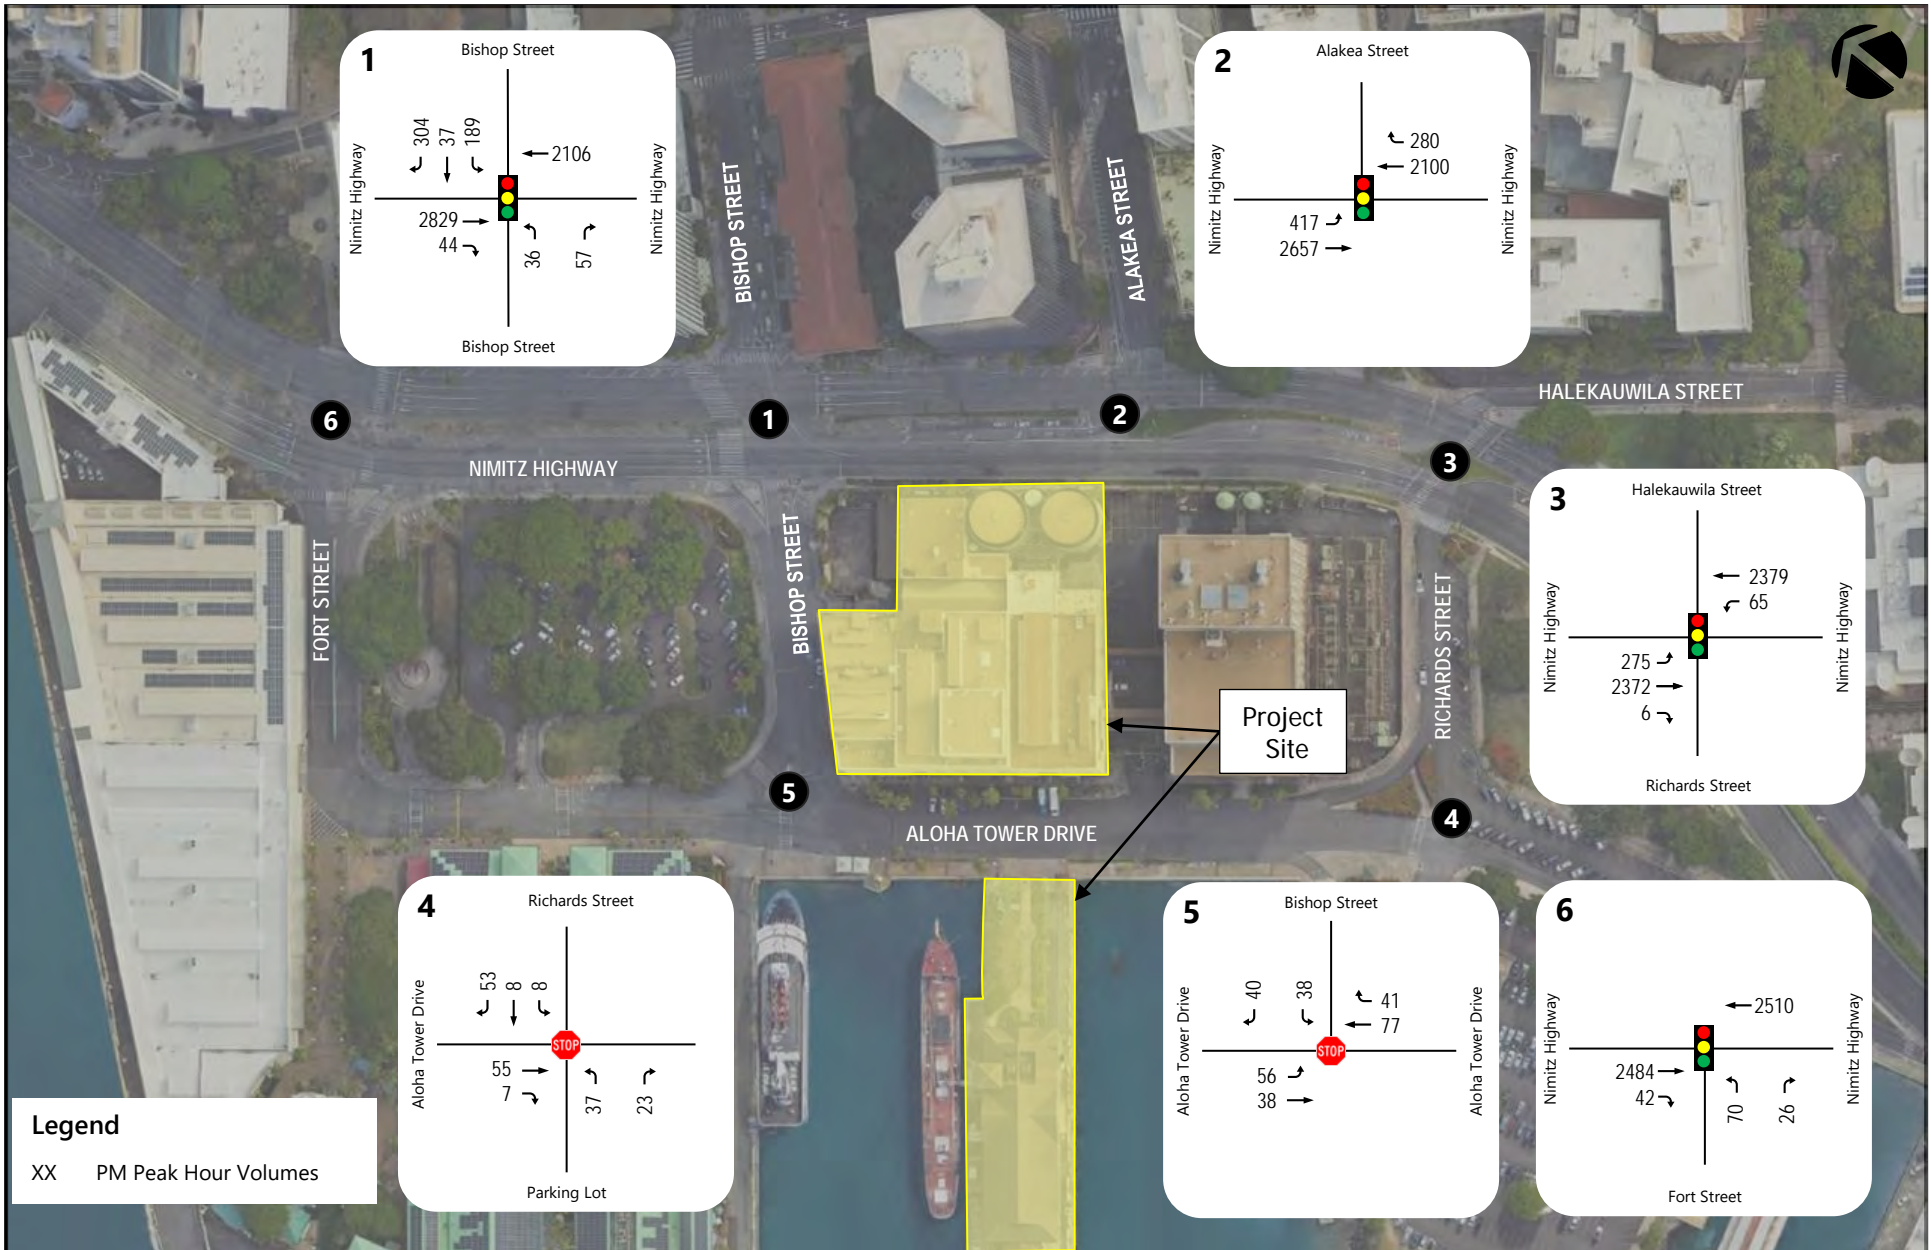 1
Bishop Street
304
37
189
2106
Nimitz Highway
Nimitz Highway
2829
44
36
57
Bishop Street
2
Alakea Street
280
2100
Nimitz Highway
Nimitz Highway
417
2657
BISHOP STREET
ALAKEA STREET
HALEKAUWILA STREET
6
1
2
3
NIMITZ HIGHWAY
3
Halekauwila Street
2379
65
Nimitz Highway
Nimitz Highway
275
2372
6
Richards Street
FORT STREET
BISHOP STREET
RICHARDS STREET
Project
Site
5
4
ALOHA TOWER DRIVE
4
Richards Street
53
8
8
Aloha Tower Drive
STOP
55
7
37
23
Parking Lot
5
Bishop Street
40
38
41
77
Aloha Tower Drive
Aloha Tower Drive
STOP
56
38
6
2510
Nimitz Highway
Nimitz Highway
2484
42
70
26
Fort Street
Legend
XX PM Peak Hour Volumes